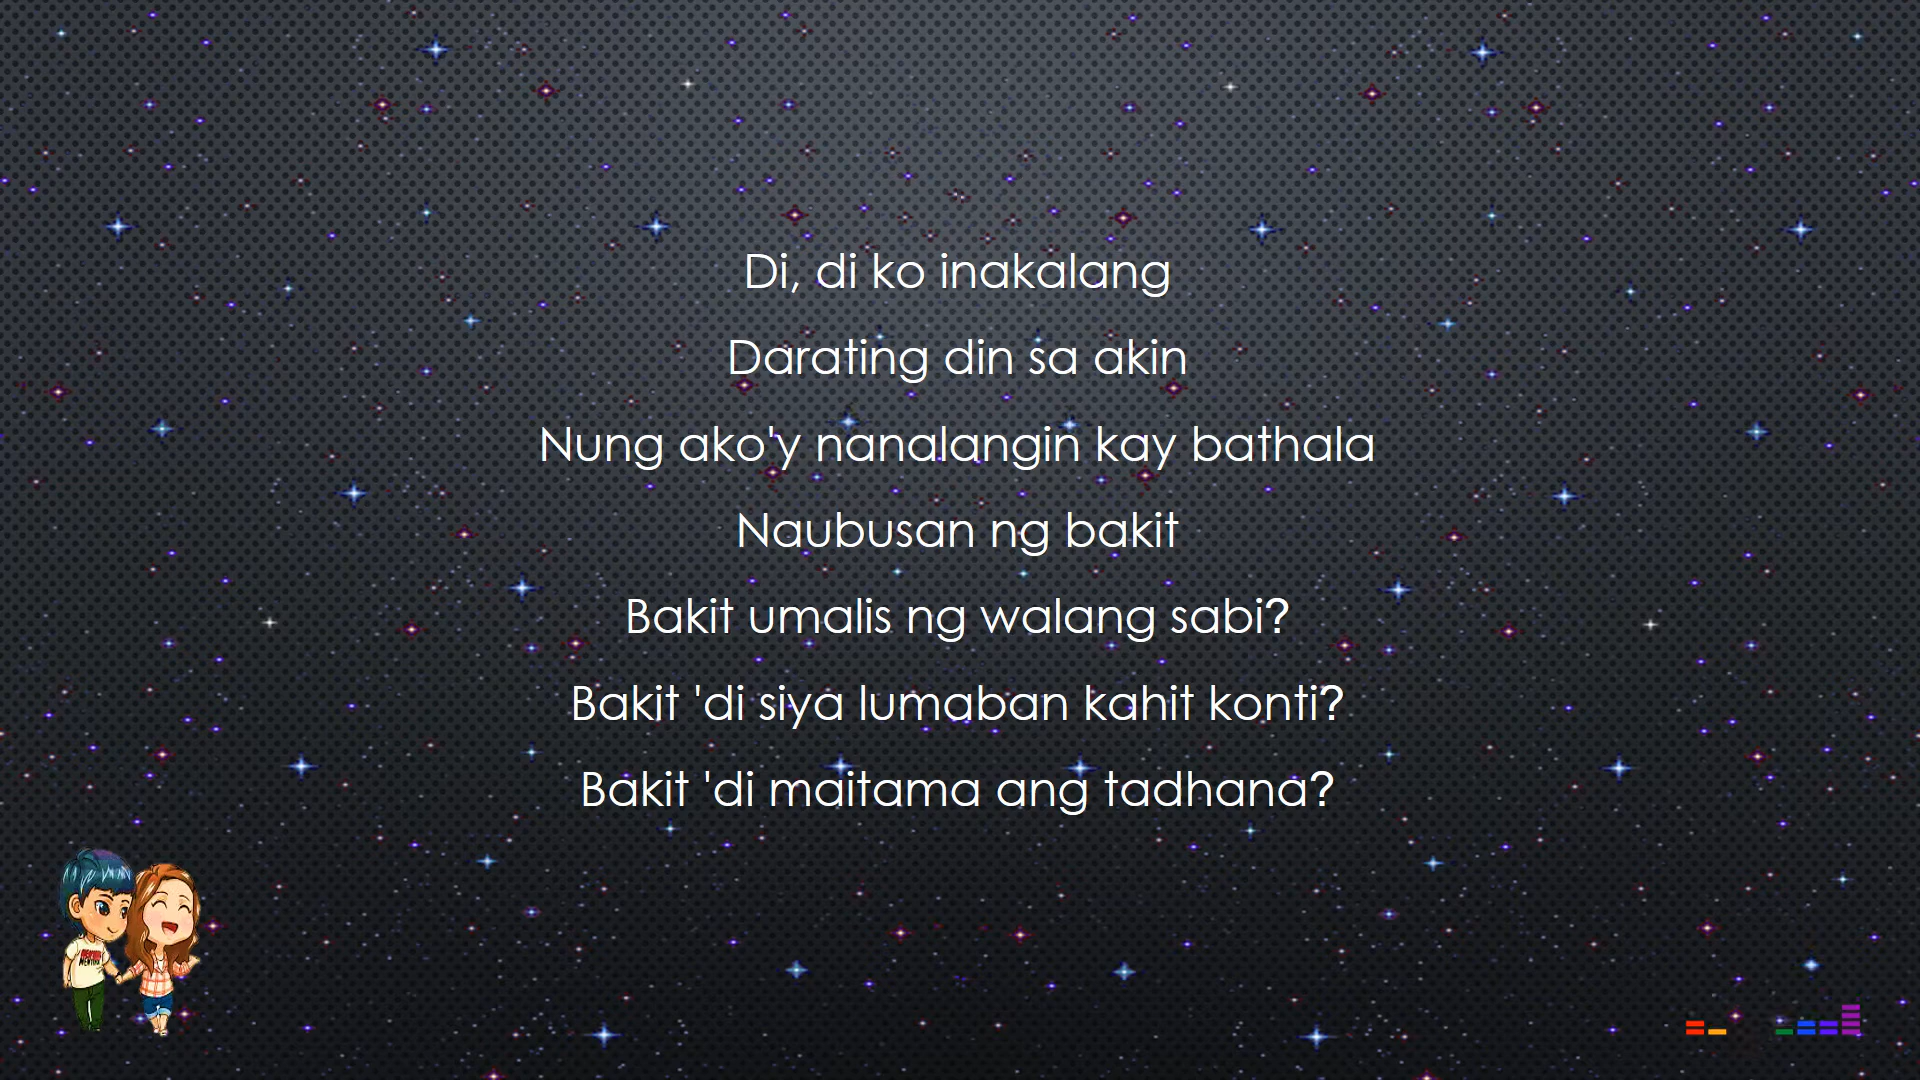 Di, di ko inakalang
Darating din sa akin
Nung ako'y nanalangin kay bathala
Naubusan ng bakit
Bakit umalis ng walang sabi?
Bakit 'di siya lumaban kahit konti?
Bakit 'di maitama ang tadhana?